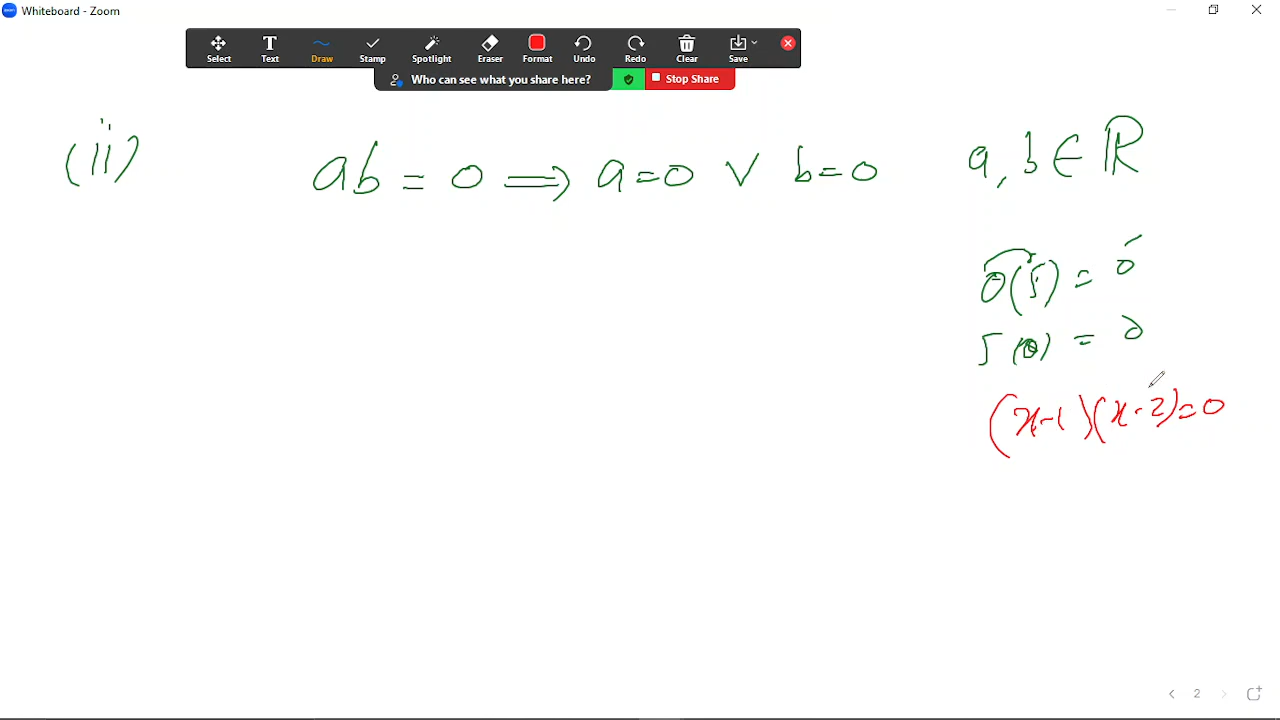 Whiteboard - Zoom
Select Text Draw Stamp Spotlight Eraser Format Undo Redo Clear Save
Who can see what you share here? Stop Share
(ii) ab = 0 ⟹ a=0 ∨ b=0 a, b ∈ ℝ
0(5) = 0
5(0) = 0
(x-1)(x-2)=0
2